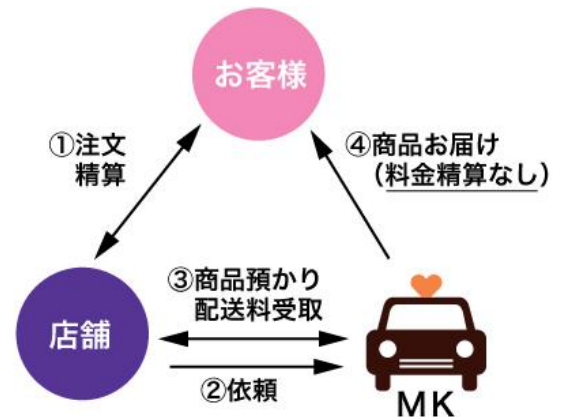 お客様
①注文
精算
④商品お届け
（料金精算なし）
③商品預かり
配送料受取
店舗
②依頼
MK